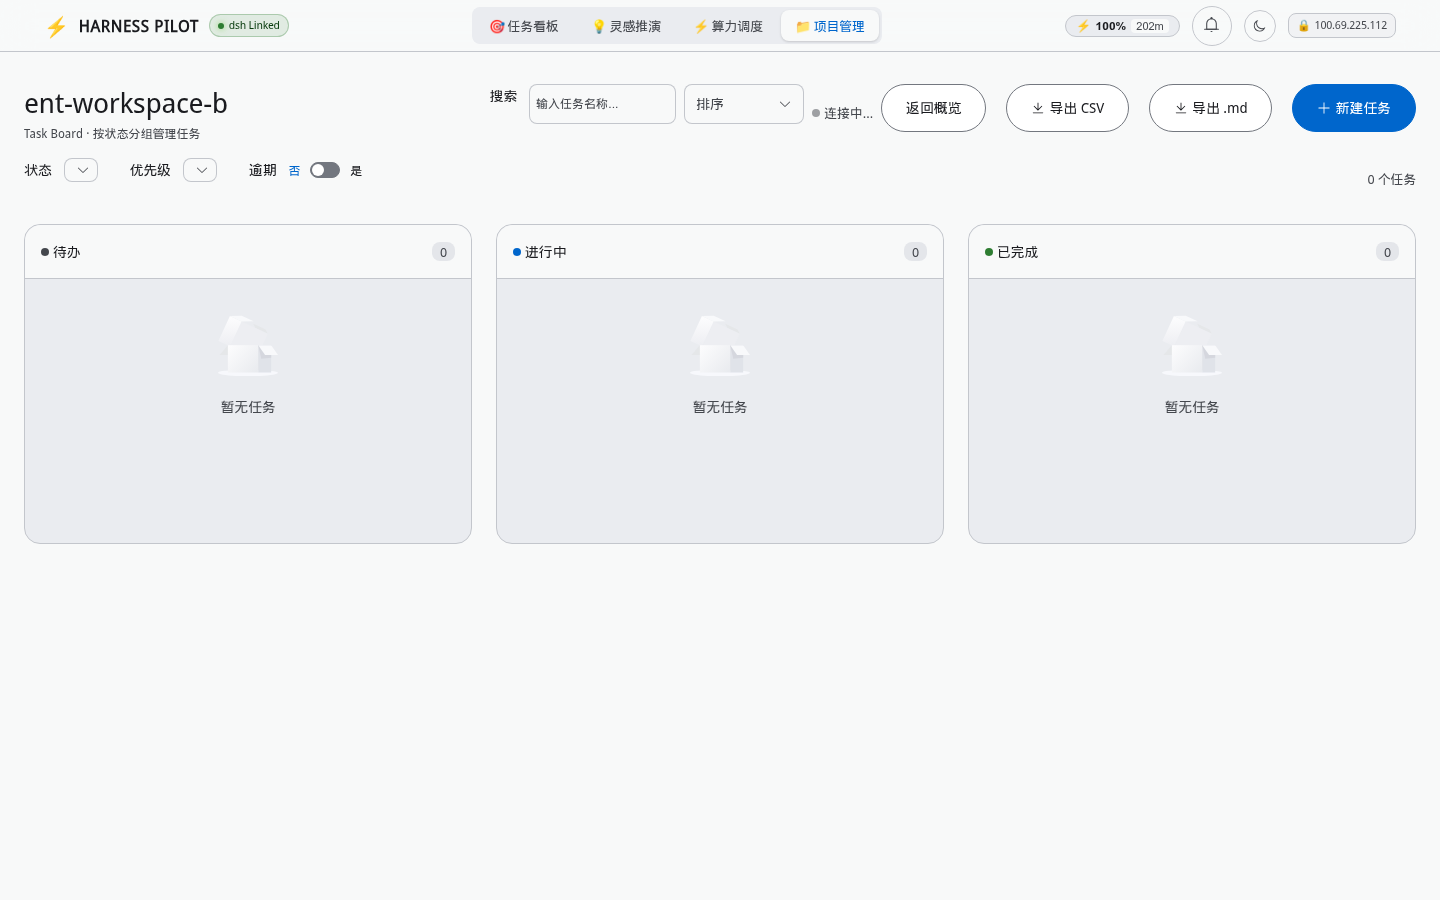 ⚡ HARNESS PILOT
dsh Linked
🎯 任务看板
💡 灵感推演
⚡ 算力调度
📁 项目管理
⚡ 100% 202m
🔒 100.69.225.112
ent-workspace-b
Task Board · 按状态分组管理任务
搜索
输入任务名称...
排序
连接中...
返回概览
导出 CSV
导出 .md
新建任务
状态
优先级
逾期 否 是
0 个任务
待办 0
暂无任务
进行中 0
暂无任务
已完成 0
暂无任务